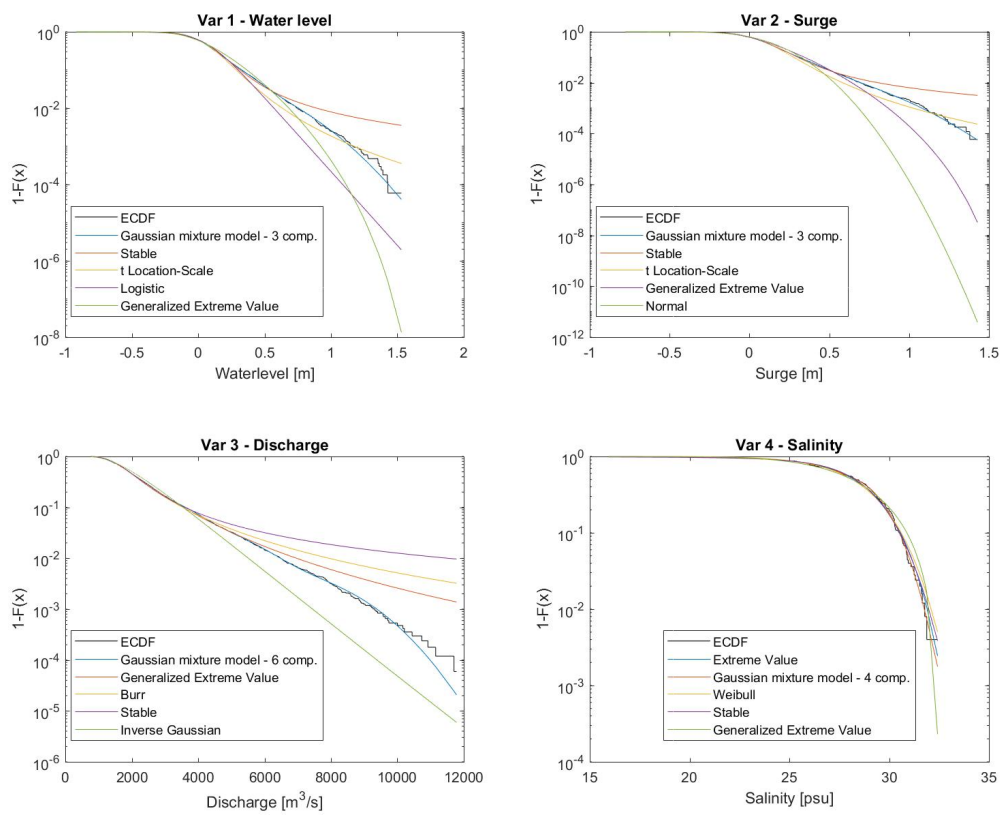 Var 1 - Water level
10^0
10^-2
10^-4
10^-6
10^-8
1-F(x)
ECDF
Gaussian mixture model - 3 comp.
Stable
t Location-Scale
Logistic
Generalized Extreme Value
-1 -0.5 0 0.5 1 1.5 2
Waterlevel [m]
Var 2 - Surge
10^0
10^-2
10^-4
10^-6
10^-8
10^-10
10^-12
1-F(x)
ECDF
Gaussian mixture model - 3 comp.
Stable
t Location-Scale
Generalized Extreme Value
Normal
-1 -0.5 0 0.5 1 1.5
Surge [m]
Var 3 - Discharge
10^0
10^-1
10^-2
10^-3
10^-4
10^-5
10^-6
1-F(x)
ECDF
Gaussian mixture model - 6 comp.
Generalized Extreme Value
Burr
Stable
Inverse Gaussian
0 2000 4000 6000 8000 10000 12000
Discharge [m^3/s]
Var 4 - Salinity
10^0
10^-1
10^-2
10^-3
10^-4
1-F(x)
ECDF
Extreme Value
Gaussian mixture model - 4 comp.
Weibull
Stable
Generalized Extreme Value
15 20 25 30 35
Salinity [psu]